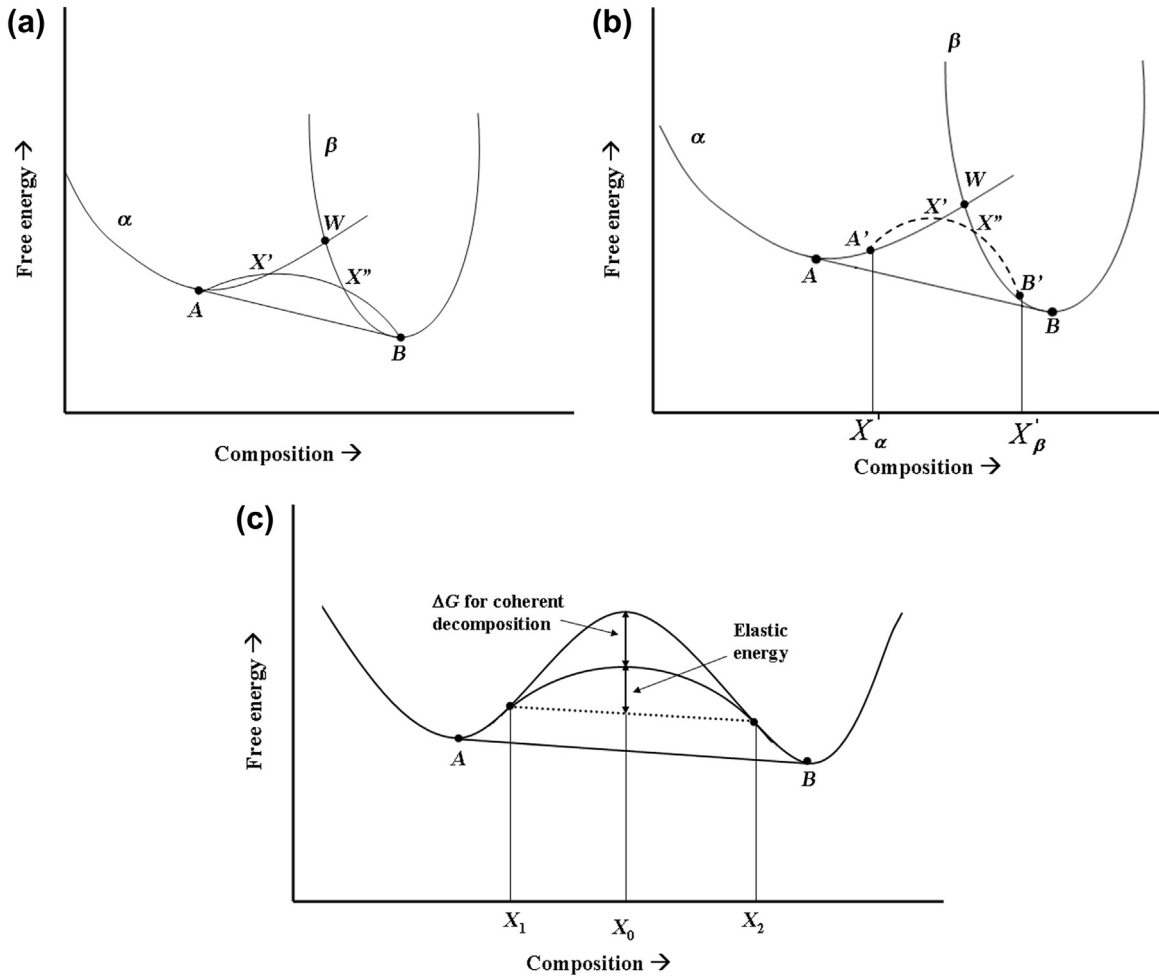 (a)
Free energy →
α
β
W
X'
X"
A
B
Composition →
(b)
Free energy →
α
β
W
X'
X"
A'
A
B'
B
X'α
X'β
Composition →
(c)
Free energy →
ΔG for coherent
decomposition
Elastic
energy
A
B
X1
X0
X2
Composition →